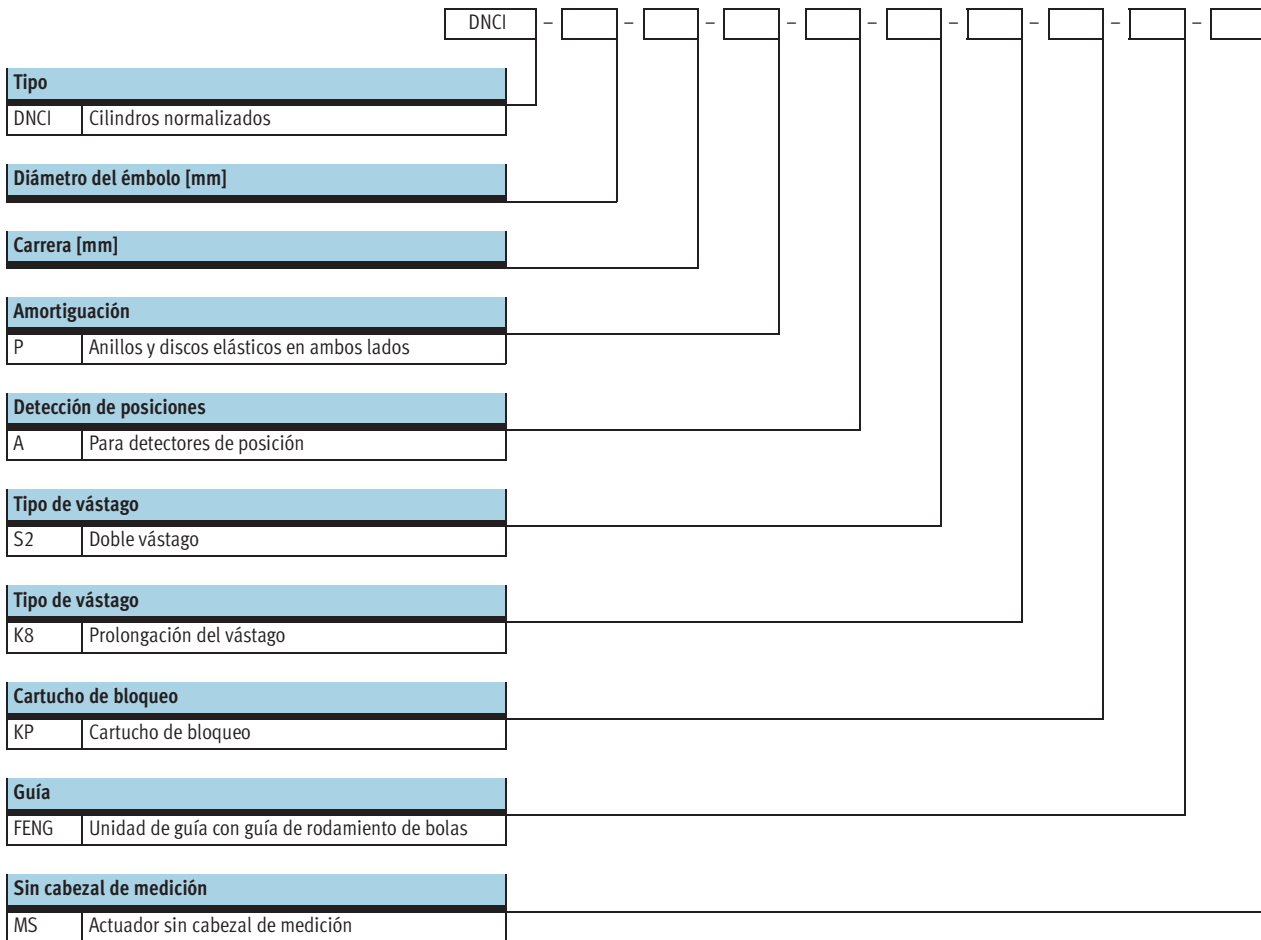 DNCI – – – – – – – – –
Tipo
DNCI Cilindros normalizados
Diámetro del émbolo [mm]
Carrera [mm]
Amortiguación
P Anillos y discos elásticos en ambos lados
Detección de posiciones
A Para detectores de posición
Tipo de vástago
S2 Doble vástago
Tipo de vástago
K8 Prolongación del vástago
Cartucho de bloqueo
KP Cartucho de bloqueo
Guía
FENG Unidad de guía con guía de rodamiento de bolas
Sin cabezal de medición
MS Actuador sin cabezal de medición